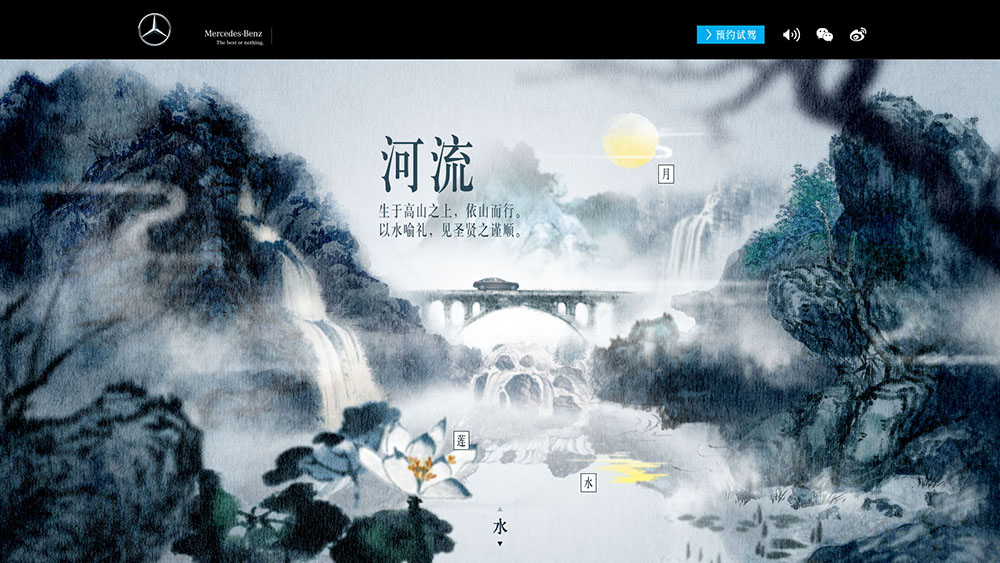 Mercedes-Benz
The best or nothing.
预约试驾
河流
生于高山之上，依山而行。
以水喻礼，见圣贤之谨顺。
月
莲
水
水